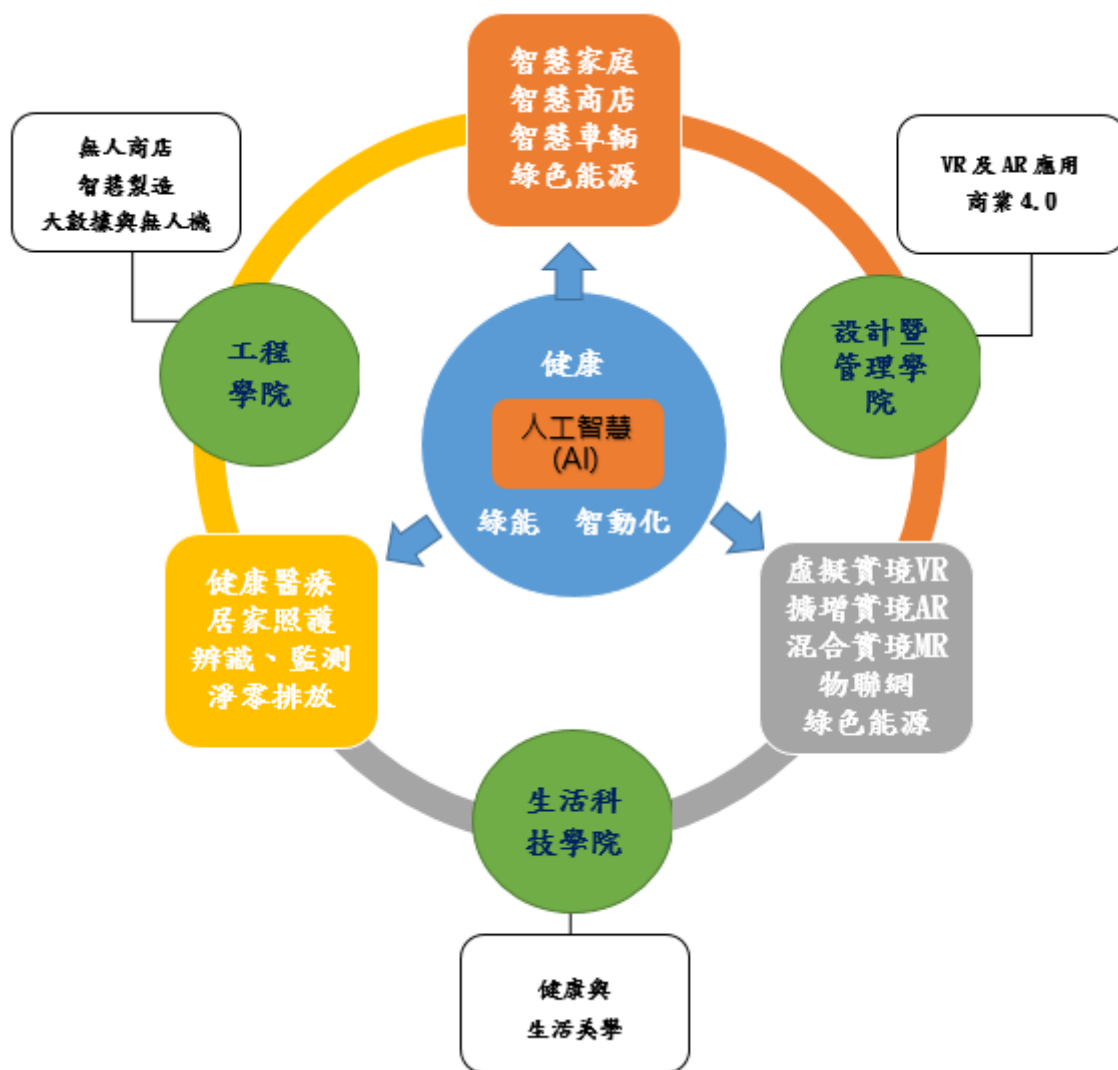 智慧家庭
智慧商店
智慧車輛
綠色能源
無人商店
智慧製造
大數據與無人機
VR 及 AR 應用
商業 4.0
工程
學院
設計暨
管理學
院
健康
人工智慧
(AI)
綠能 智動化
健康醫療
居家照護
辨識、監測
淨零排放
虛擬實境VR
擴增實境AR
混合實境MR
物聯網
綠色能源
生活科
技學院
健康與
生活美學